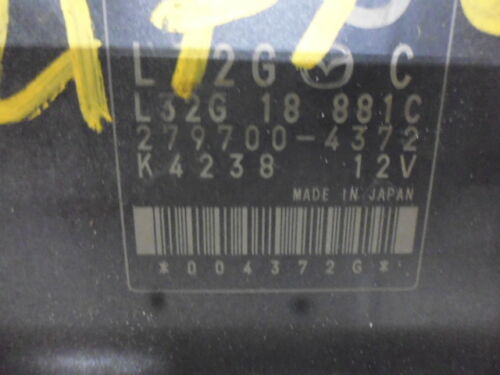 L32G C
L32G 18 881C
279700-4372
K4238 12V
MADE IN JAPAN
*004372G*